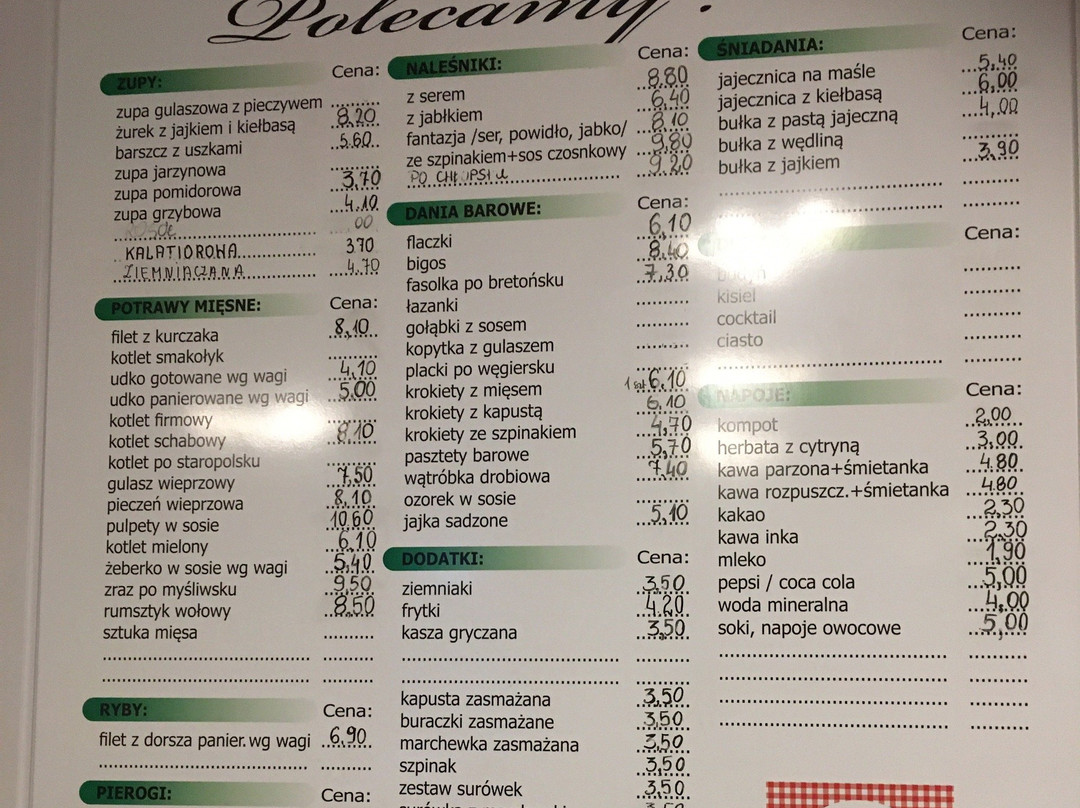 Polecamy:
ZUPY: Cena:
zupa gulaszowa z pieczywem ..........
żurek z jajkiem i kiełbasą 8,20
barszcz z uszkami 5.60
zupa jarzynowa ..........
zupa pomidorowa 3,70
zupa grzybowa 4.10
00
KALATIOROWA 3.70
ZIEMNIACZANA 4.70
POTRAWY MIĘSNE: Cena:
filet z kurczaka 8,10
kotlet smakołyk ..........
udko gotowane wg wagi 4,10
udko panierowane wg wagi 5,00
kotlet firmowy
kotlet schabowy 8,10
kotlet po staropolsku ..........
gulasz wieprzowy 7,50
pieczeń wieprzowa 8,10
pulpety w sosie 10,60
kotlet mielony 6,10
żeberko w sosie wg wagi 5,40
zraz po myśliwsku 9,50
rumsztyk wołowy 8,50
sztuka mięsa ..........
RYBY: Cena:
filet z dorsza panier.wg wagi 6,90
PIEROGI: Cena:
NALEŚNIKI: Cena:
z serem 8,80
z jabłkiem 6,40
fantazja /ser, powidło, jabko/ 8,10
ze szpinakiem+sos czosnkowy 9,80
PO CHŁOPSKU 9,20
DANIA BAROWE: Cena:
flaczki 6,10
bigos 8,40
fasolka po bretońsku 7,30
łazanki ..........
gołąbki z sosem ..........
kopytka z gulaszem ..........
placki po węgiersku ..........
krokiety z mięsem 1 szt 6,10
krokiety z kapustą 6,10
krokiety ze szpinakiem 4,70
pasztety barowe 5,70
wątróbka drobiowa 7,40
ozorek w sosie ..........
jajka sadzone 5,10
DODATKI: Cena:
ziemniaki 3,50
frytki 4,20
kasza gryczana 3,50
kapusta zasmażana 3,50
buraczki zasmażane 3,50
marchewka zasmażana 3,50
szpinak 3,50
zestaw surówek 3,50
ŚNIADANIA: Cena:
jajecznica na maśle 5,40
jajecznica z kiełbasą 6,00
bułka z pastą jajeczną 4,00
bułka z wędliną ..........
bułka z jajkiem 3,90
Cena:
budyń ..........
kisiel ..........
cocktail ..........
ciasto ..........
NAPOJE: Cena:
kompot 2,00
herbata z cytryną 3,00
kawa parzona+śmietanka 4.80
kawa rozpuszcz.+śmietanka 4.80
kakao 2,30
kawa inka 2,30
mleko 1,90
pepsi / coca cola 5,00
woda mineralna 4,00
soki, napoje owocowe 5,00